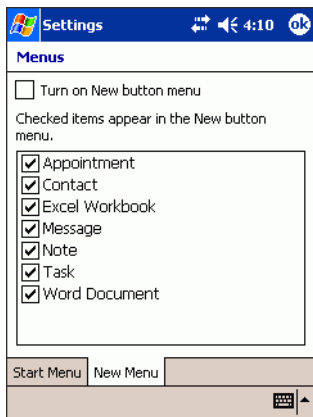 Settings 4:10 ok
Menus
Turn on New button menu
Checked items appear in the New button
menu.
Appointment
Contact
Excel Workbook
Message
Note
Task
Word Document
Start Menu New Menu